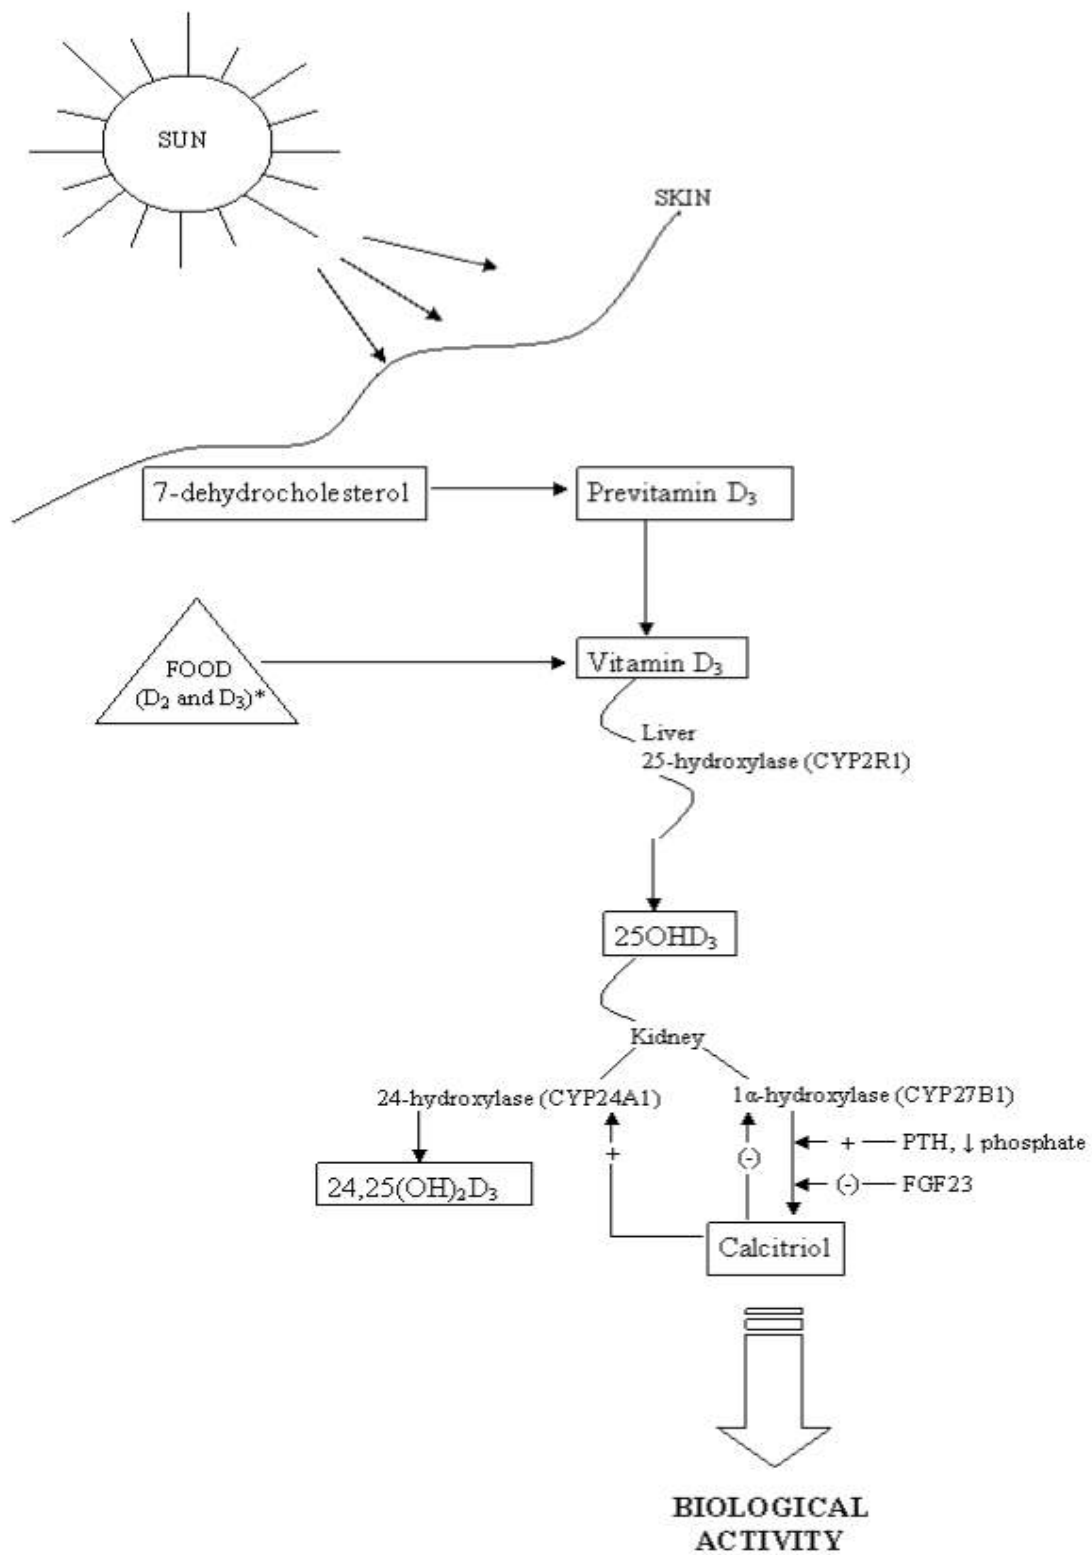 SUN
SKIN
7-dehydrocholesterol
Previtamin D₃
FOOD
(D₂ and D₃)*
Vitamin D₃
Liver
25-hydroxylase (CYP2R1)
25OHD₃
Kidney
24-hydroxylase (CYP24A1)
1α-hydroxylase (CYP27B1)
+
(-)
+ PTH, ↓ phosphate
(-) FGF23
24,25(OH)₂D₃
Calcitriol
BIOLOGICAL
ACTIVITY